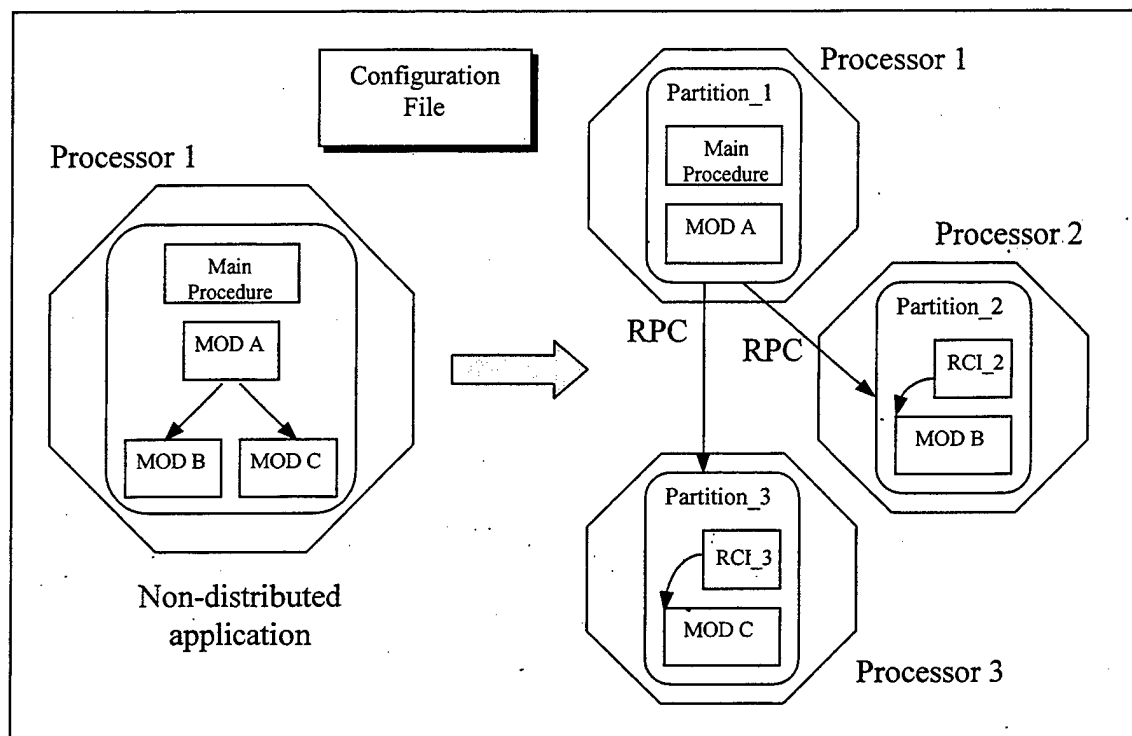 Configuration
File
Processor 1
Main
Procedure
MOD A
MOD B
MOD C
Non-distributed
application
Processor 1
Partition_1
Main
Procedure
MOD A
RPC
RPC
Processor 2
Partition_2
RCI_2
MOD B
Partition_3
RCI_3
MOD C
Processor 3